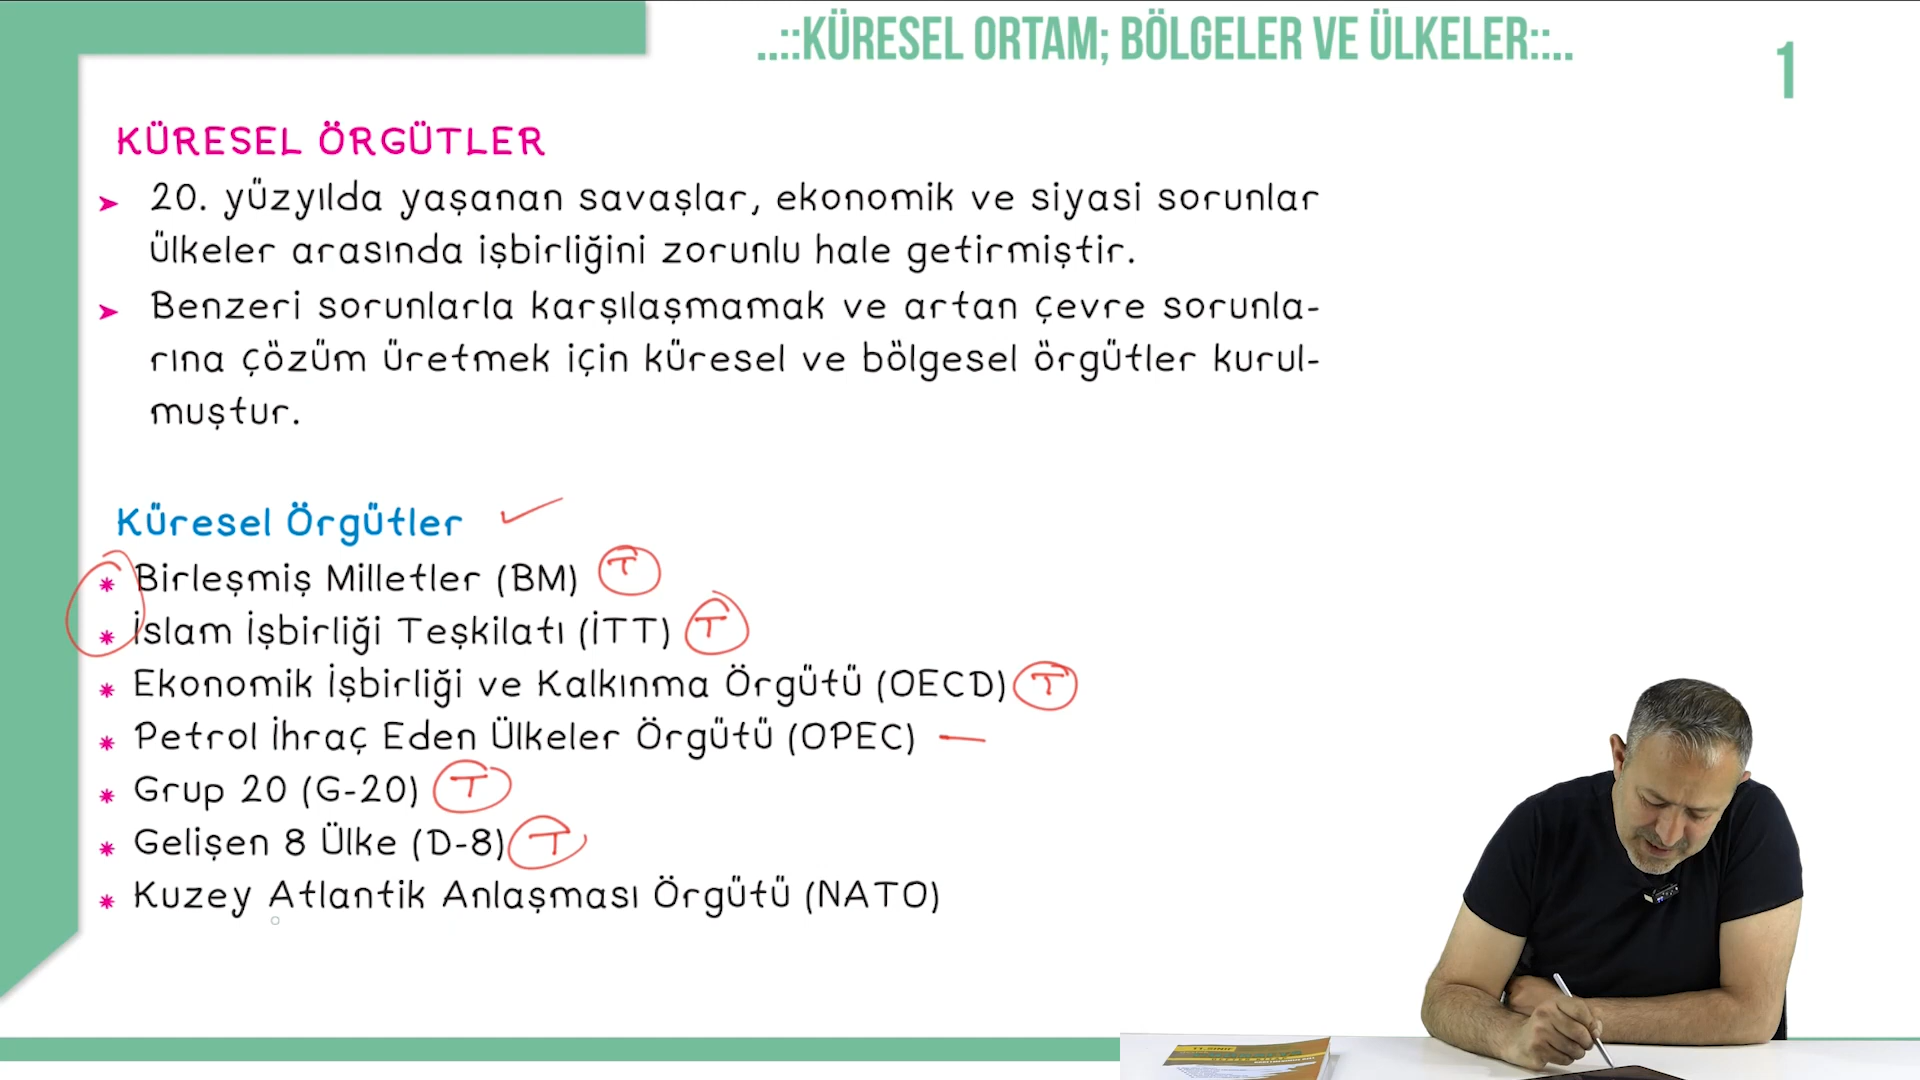 ..::KÜRESEL ORTAM; BÖLGELER VE ÜLKELER::..
1
KÜRESEL ÖRGÜTLER
➤ 20. yüzyılda yaşanan savaşlar, ekonomik ve siyasi sorunlar
ülkeler arasında işbirliğini zorunlu hale getirmiştir.
➤ Benzeri sorunlarla karşılaşmamak ve artan çevre sorunla-
rına çözüm üretmek için küresel ve bölgesel örgütler kurul-
muştur.
Küresel Örgütler ✓
* Birleşmiş Milletler (BM) T
* İslam İşbirliği Teşkilatı (İTT) T
* Ekonomik İşbirliği ve Kalkınma Örgütü (OECD) T
* Petrol İhraç Eden Ülkeler Örgütü (OPEC) —
* Grup 20 (G-20) T
* Gelişen 8 Ülke (D-8) T
* Kuzey Atlantik Anlaşması Örgütü (NATO)
11.SINIF